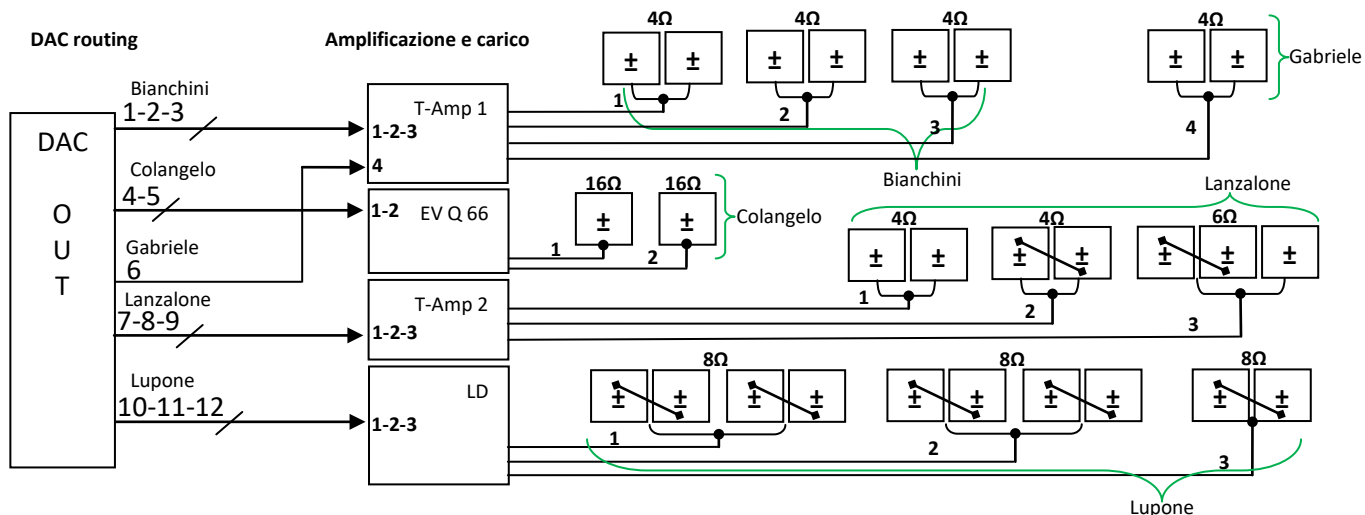 DAC routing
Amplificazione e carico
4Ω 4Ω 4Ω 4Ω
± ± ± ± ± ± ± ±
Gabriele
Bianchini
1-2-3
T-Amp 1
1-2-3
4
1
2
3
4
Bianchini
DAC
O
U
T
Colangelo
4-5
EV Q 66
1-2
16Ω 16Ω
± ±
Colangelo
1
2
Gabriele
6
Lanzalone
4Ω 4Ω 6Ω
± ± ± ± ± ± ±
Lanzalone
7-8-9
T-Amp 2
1-2-3
1
2
3
Lupone
10-11-12
LD
1-2-3
8Ω 8Ω 8Ω
± ± ± ± ± ± ± ± ± ±
1
2
3
Lupone